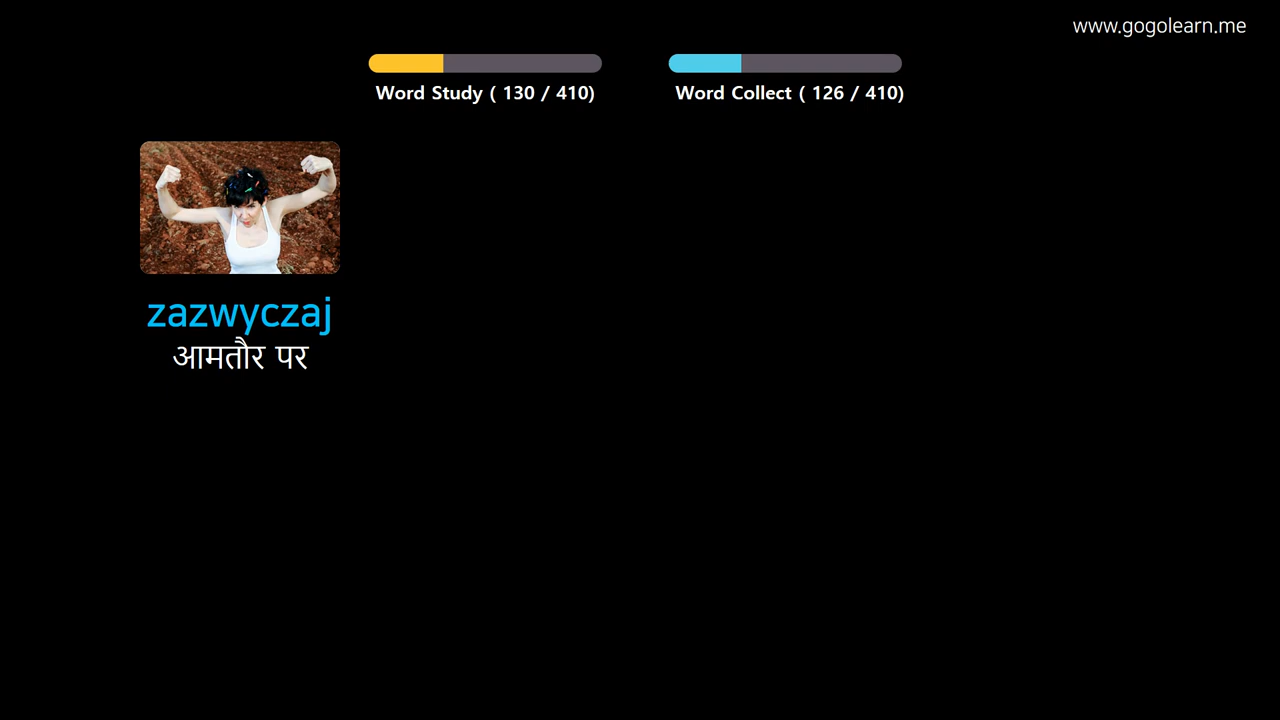 www.gogolearn.me
Word Study ( 130 / 410)
Word Collect ( 126 / 410)
zazwyczaj
आमतौर पर